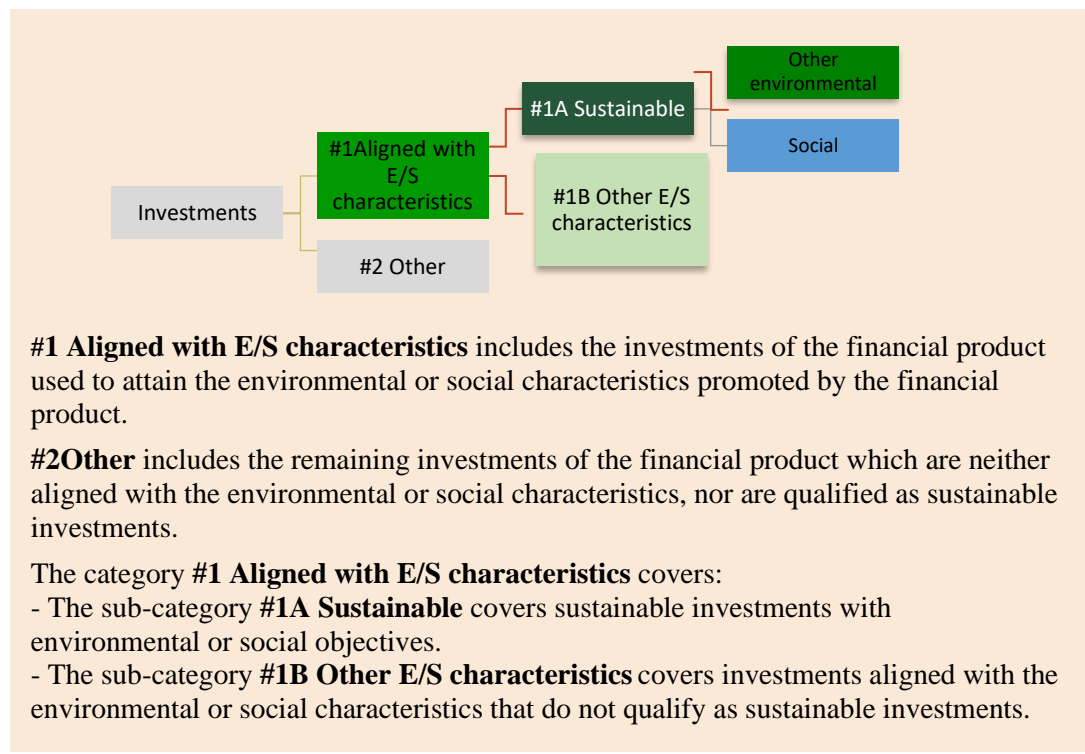 Other
environmental
#1A Sustainable
Social
#1Aligned with
E/S
characteristics
#1B Other E/S
characteristics
Investments
#2 Other
#1 Aligned with E/S characteristics includes the investments of the financial product
used to attain the environmental or social characteristics promoted by the financial
product.
#2Other includes the remaining investments of the financial product which are neither
aligned with the environmental or social characteristics, nor are qualified as sustainable
investments.
The category #1 Aligned with E/S characteristics covers:
- The sub-category #1A Sustainable covers sustainable investments with
environmental or social objectives.
- The sub-category #1B Other E/S characteristics covers investments aligned with the
environmental or social characteristics that do not qualify as sustainable investments.